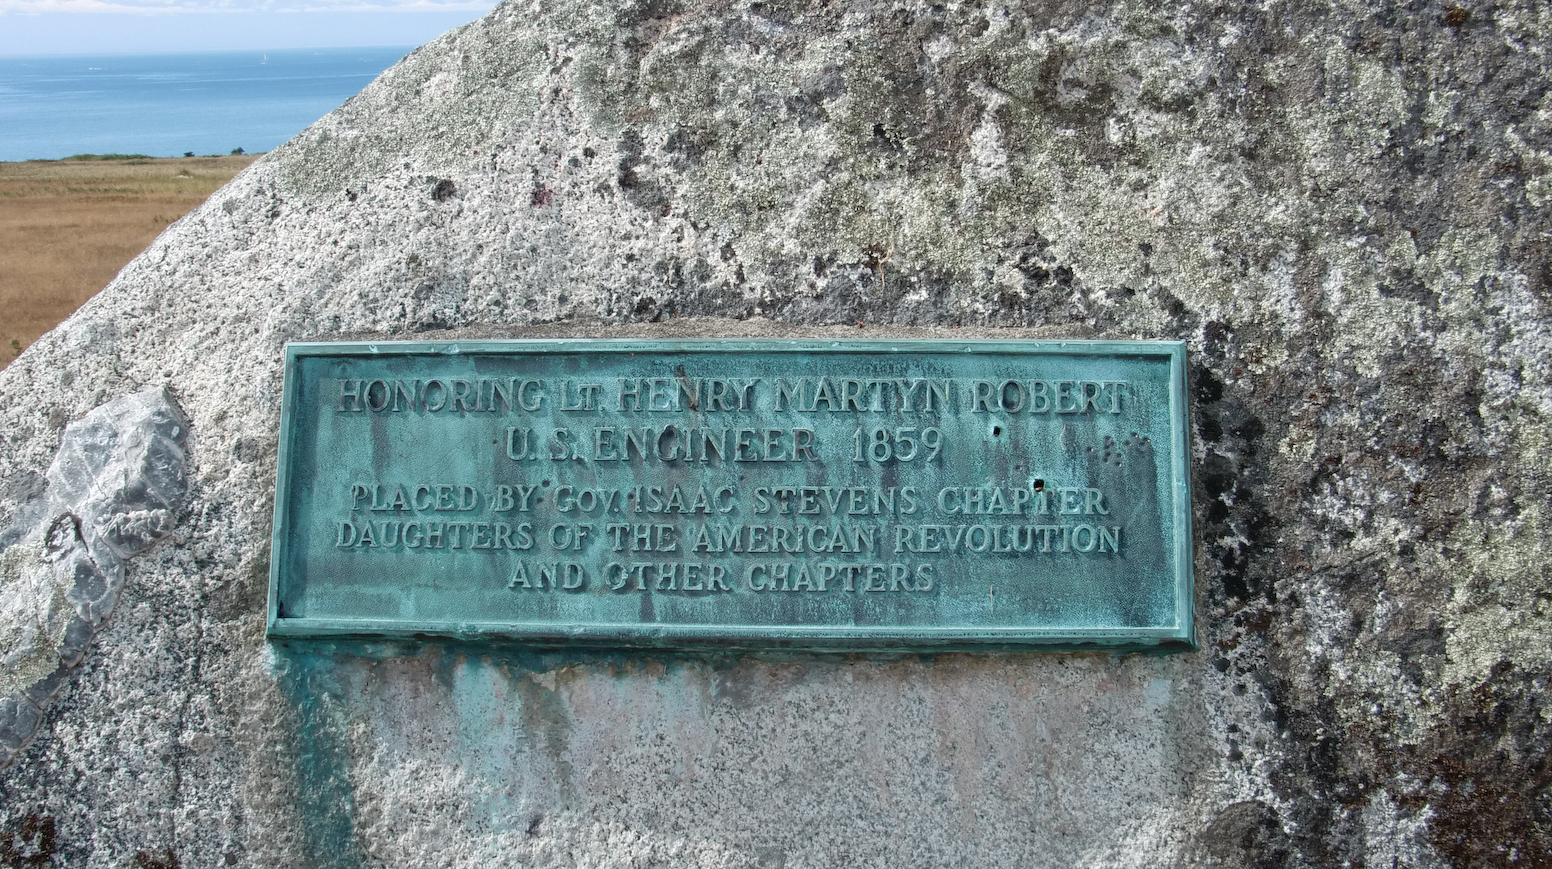 HONORING LT. HENRY MARTYN ROBERT
U.S. ENGINEER 1859
PLACED BY GOV. ISAAC STEVENS CHAPTER
DAUGHTERS OF THE AMERICAN REVOLUTION
AND OTHER CHAPTERS